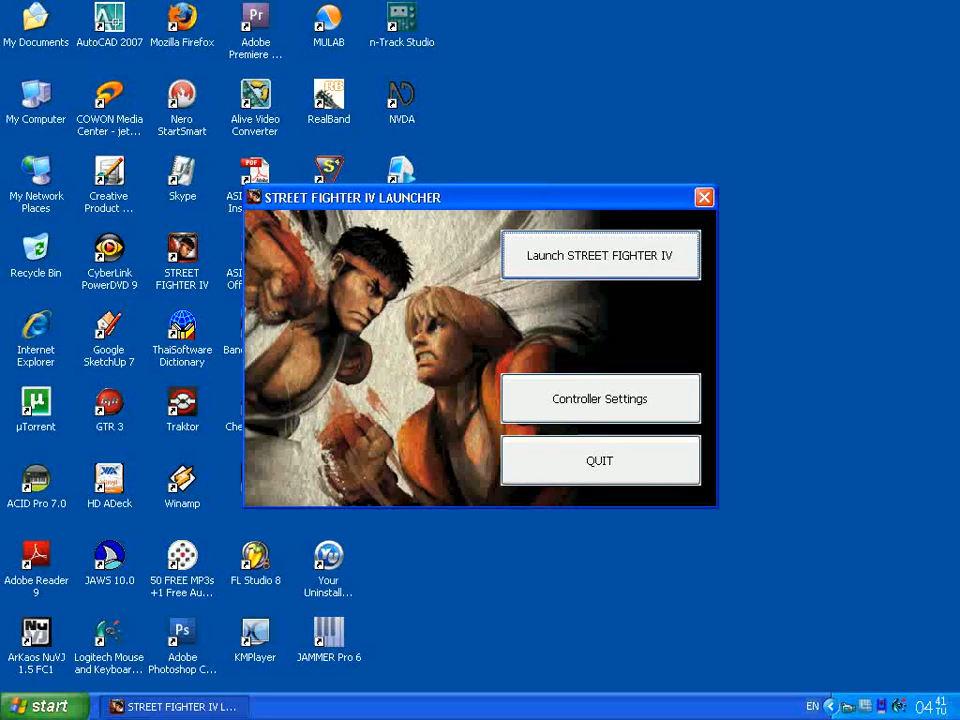 My Documents
AutoCAD 2007
Mozilla Firefox
Adobe
Premiere ...
MULAB
n-Track Studio
My Computer
COWON Media
Center - jet...
Nero
StartSmart
Alive Video
Converter
RealBand
NVDA
My Network
Places
Creative
Product ...
Skype
STREET FIGHTER IV LAUNCHER
Launch STREET FIGHTER IV
Controller Settings
QUIT
Recycle Bin
CyberLink
PowerDVD 9
STREET
FIGHTER IV
Internet
Explorer
Google
SketchUp 7
ThaiSoftware
Dictionary
µTorrent
GTR 3
Traktor
ACID Pro 7.0
HD ADeck
Winamp
Adobe Reader
9
JAWS 10.0
50 FREE MP3s
+1 Free Au...
FL Studio 8
Your
Uninstall...
ArKaos NuVJ
1.5 FC1
Logitech Mouse
and Keyboar...
Adobe
Photoshop C...
KMPlayer
JAMMER Pro 6
start
STREET FIGHTER IV L...
EN
04 41
TU